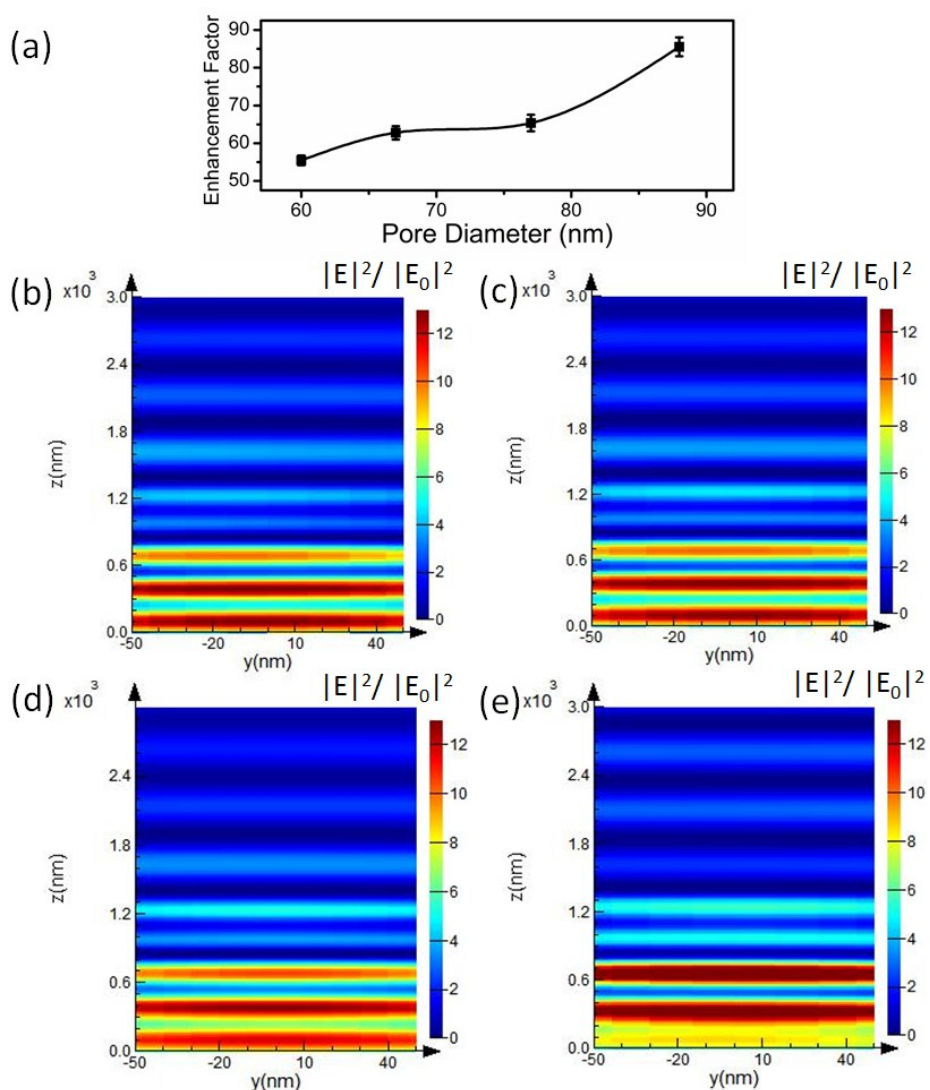 (a)
Enhancement Factor
90
80
70
60
50
60 70 80 90
Pore Diameter (nm)
(b)
x10³
|E|²/ |E₀|²
3.0
2.4
1.8
1.2
0.6
0.0
z(nm)
-50 -20 10 40
y(nm)
12
10
8
6
4
2
0
(c)
x10³
|E|²/ |E₀|²
3.0
2.4
1.8
1.2
0.6
0.0
z(nm)
-50 -20 10 40
y(nm)
12
10
8
6
4
2
0
(d)
x10³
|E|²/ |E₀|²
2.4
1.8
1.2
0.6
0.0
z(nm)
-50 -20 10 40
y(nm)
12
10
8
6
4
2
0
(e)
x10³
|E|²/ |E₀|²
3.0
2.4
1.8
1.2
0.6
0.0
z(nm)
-50 -20 10 40
y(nm)
12
10
8
6
4
2
0